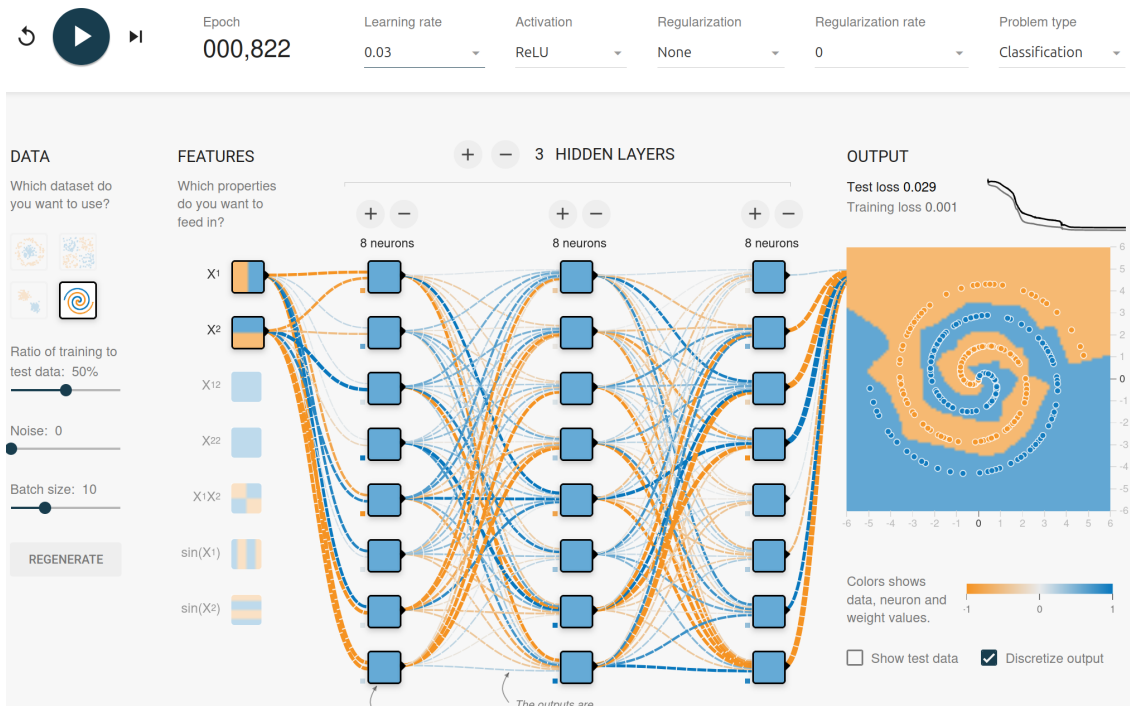 Epoch
000,822
Learning rate
0.03
Activation
ReLU
Regularization
None
Regularization rate
0
Problem type
Classification
DATA
Which dataset do
you want to use?
Ratio of training to
test data: 50%
Noise: 0
Batch size: 10
REGENERATE
FEATURES
Which properties
do you want to
feed in?
X1
X2
X12
X22
X1X2
sin(X1)
sin(X2)
3 HIDDEN LAYERS
8 neurons
8 neurons
8 neurons
The outputs are
OUTPUT
Test loss 0.029
Training loss 0.001
6
5
4
3
2
1
0
-1
-2
-3
-4
-5
-6
-6 -5 -4 -3 -2 -1 0 1 2 3 4 5 6
Colors shows
data, neuron and
weight values.
-1 0 1
Show test data
Discretize output